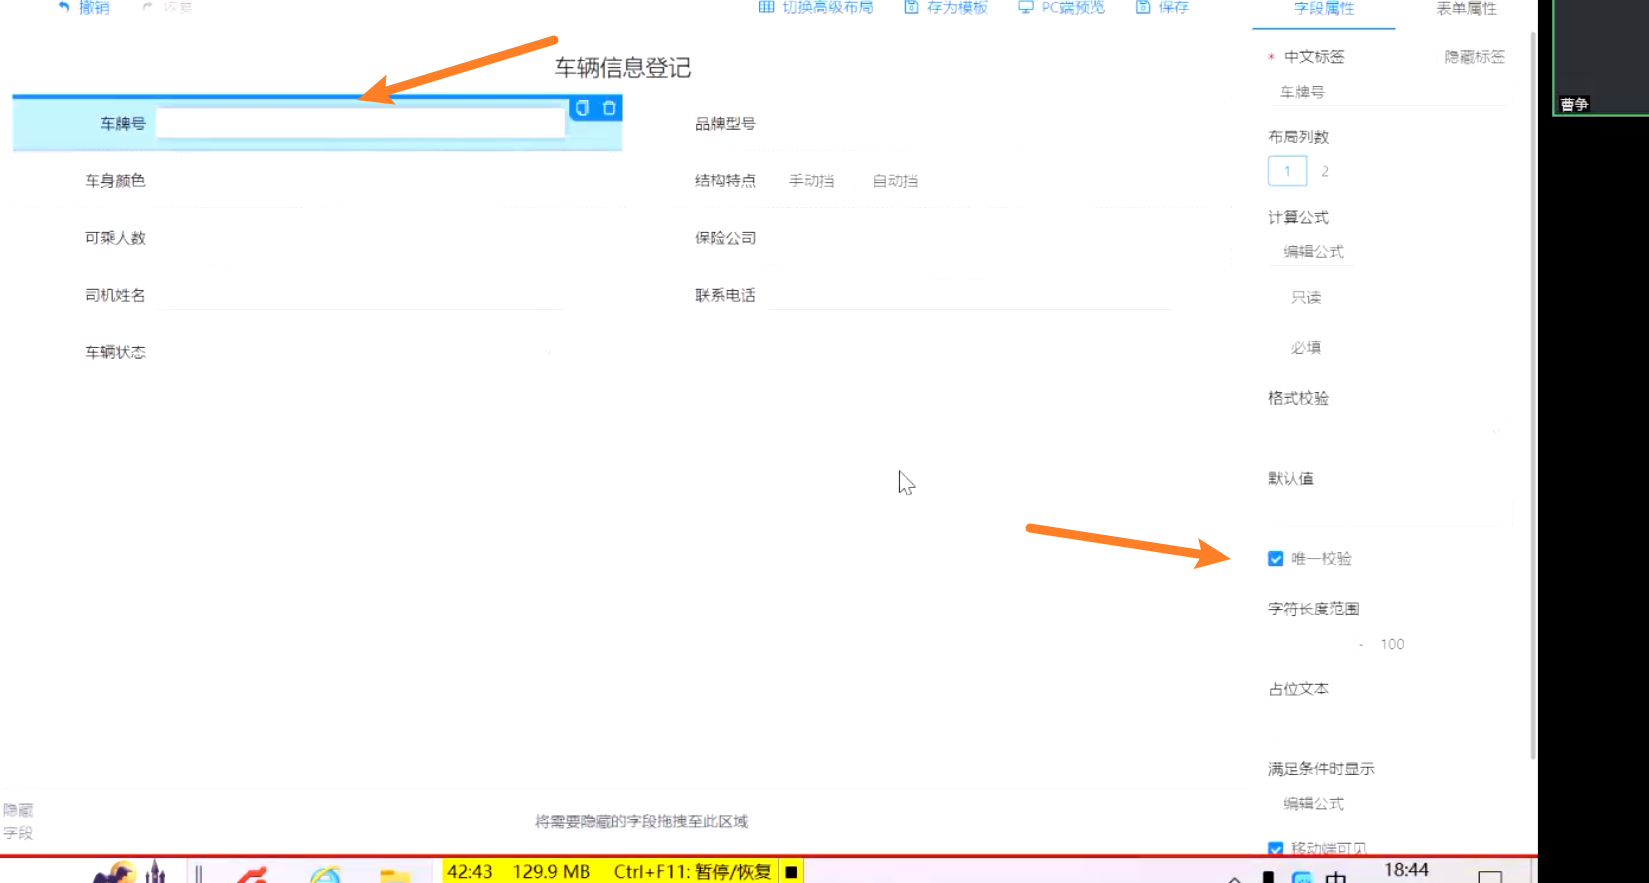 撤销 恢复 切换高级布局 存为模板 PC端预览 保存 字段属性 表单属性
车辆信息登记
* 中文标签 隐藏标签
车牌号
曹争
车牌号 品牌型号
布局列数
1 2
车身颜色 结构特点 手动挡 自动挡
计算公式
可乘人数 保险公司
编辑公式
司机姓名 联系电话
只读
必填
车辆状态
格式校验
默认值
唯一校验
字符长度范围
- 100
占位文本
满足条件时显示
编辑公式
隐藏
字段
将需要隐藏的字段拖拽至此区域
移动端可见
42:43 129.9 MB Ctrl+F11: 暂停/恢复
中 18:44